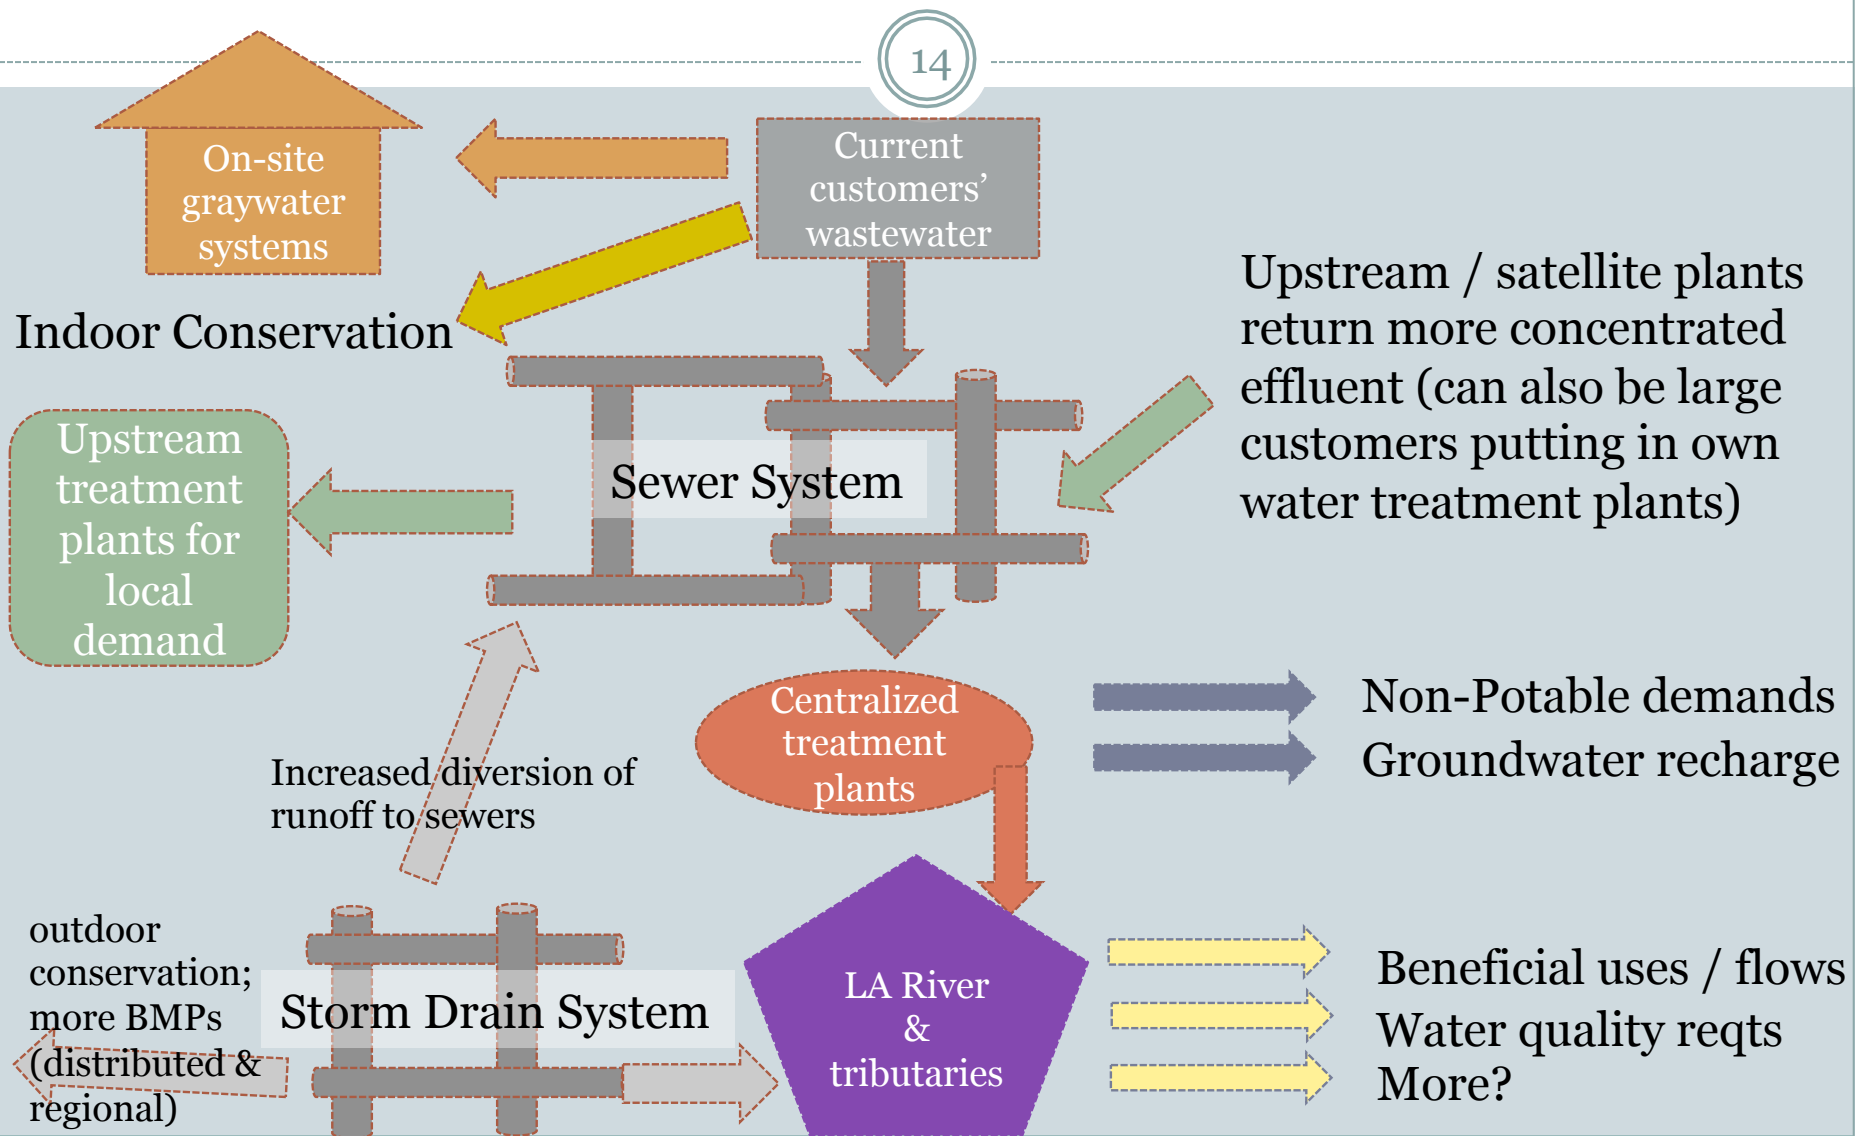 14
On-site
graywater
systems
Current
customers’
wastewater
Indoor Conservation
Upstream / satellite plants
return more concentrated
effluent (can also be large
customers putting in own
water treatment plants)
Upstream
treatment
plants for
local
demand
Sewer System
Centralized
treatment
plants
Non-Potable demands
Groundwater recharge
Increased diversion of
runoff to sewers
outdoor
conservation;
more BMPs
(distributed &
regional)
Storm Drain System
LA River
&
tributaries
Beneficial uses / flows
Water quality reqts
More?